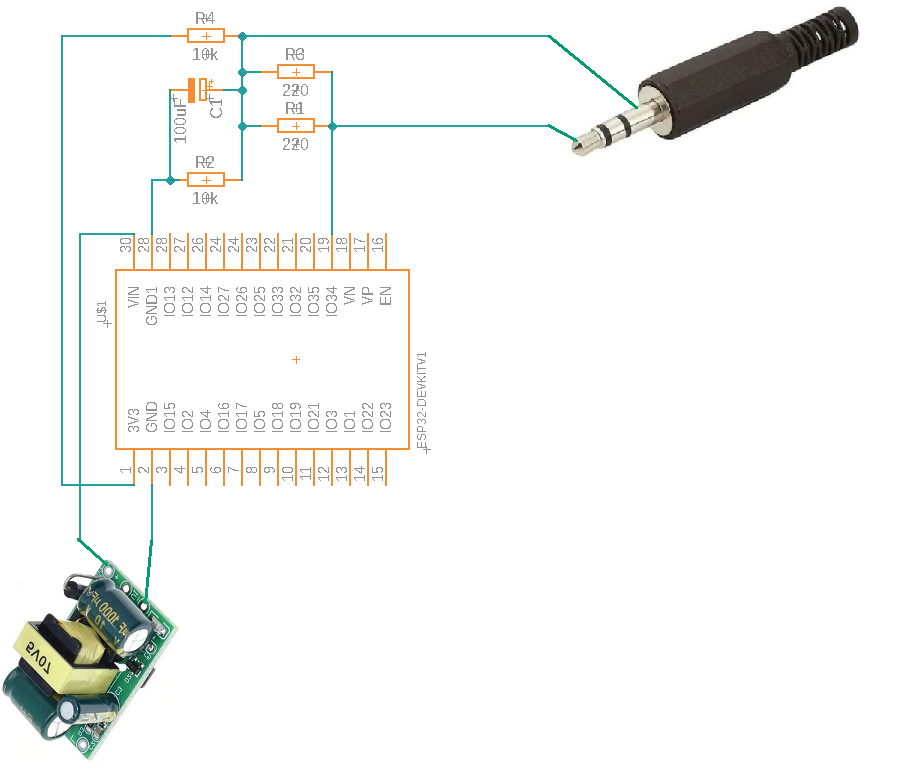 R4
10k
R3
220
C1
100uF
R1
220
R2
10k
30 28 28 27 26 24 24 23 22 21 20 19 18 17 16
VIN GND1 IO13 IO12 IO14 IO27 IO26 IO25 IO33 IO32 IO35 IO34 VN VP EN
U$1
ESP32-DEVKITV1
3V3 GND IO15 IO2 IO4 IO16 IO17 IO5 IO18 IO19 IO21 IO3 IO1 IO22 IO23
1 2 3 4 5 6 7 8 9 10 11 12 13 14 15
5V07